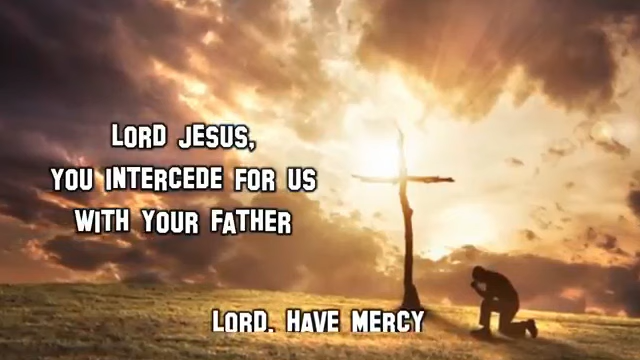 LORD JESUS,
YOU INTERCEDE FOR US
WITH YOUR FATHER
LORD, HAVE MERCY